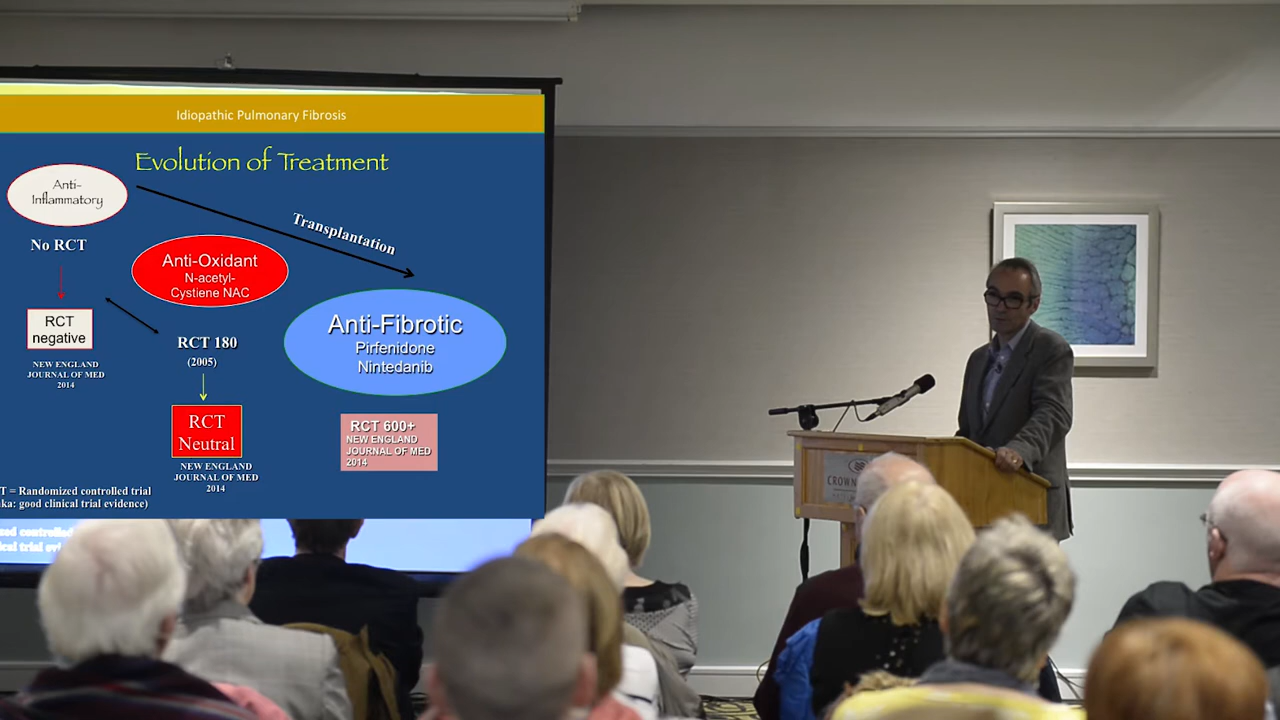 Idiopathic Pulmonary Fibrosis
Evolution of Treatment
Anti-
Inflammatory
No RCT
RCT
negative
NEW ENGLAND
JOURNAL OF MED
2014
Transplantation
Anti-Oxidant
N-acetyl-
Cystiene NAC
RCT 180
(2005)
RCT
Neutral
NEW ENGLAND
JOURNAL OF MED
2014
Anti-Fibrotic
Pirfenidone
Nintedanib
RCT 600+
NEW ENGLAND
JOURNAL OF MED
2014
T = Randomized controlled trial
ka: good clinical trial evidence)
CROWN